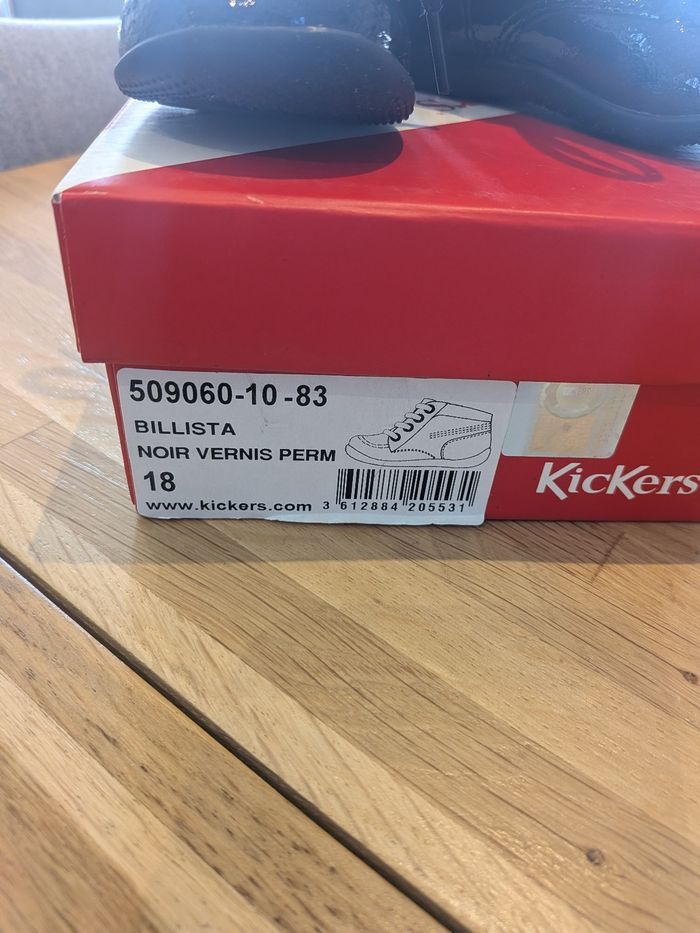 509060-10 -83
BILLISTA
NOIR VERNIS PERM
18
www.kickers.com
3 612884 205531
KicKers